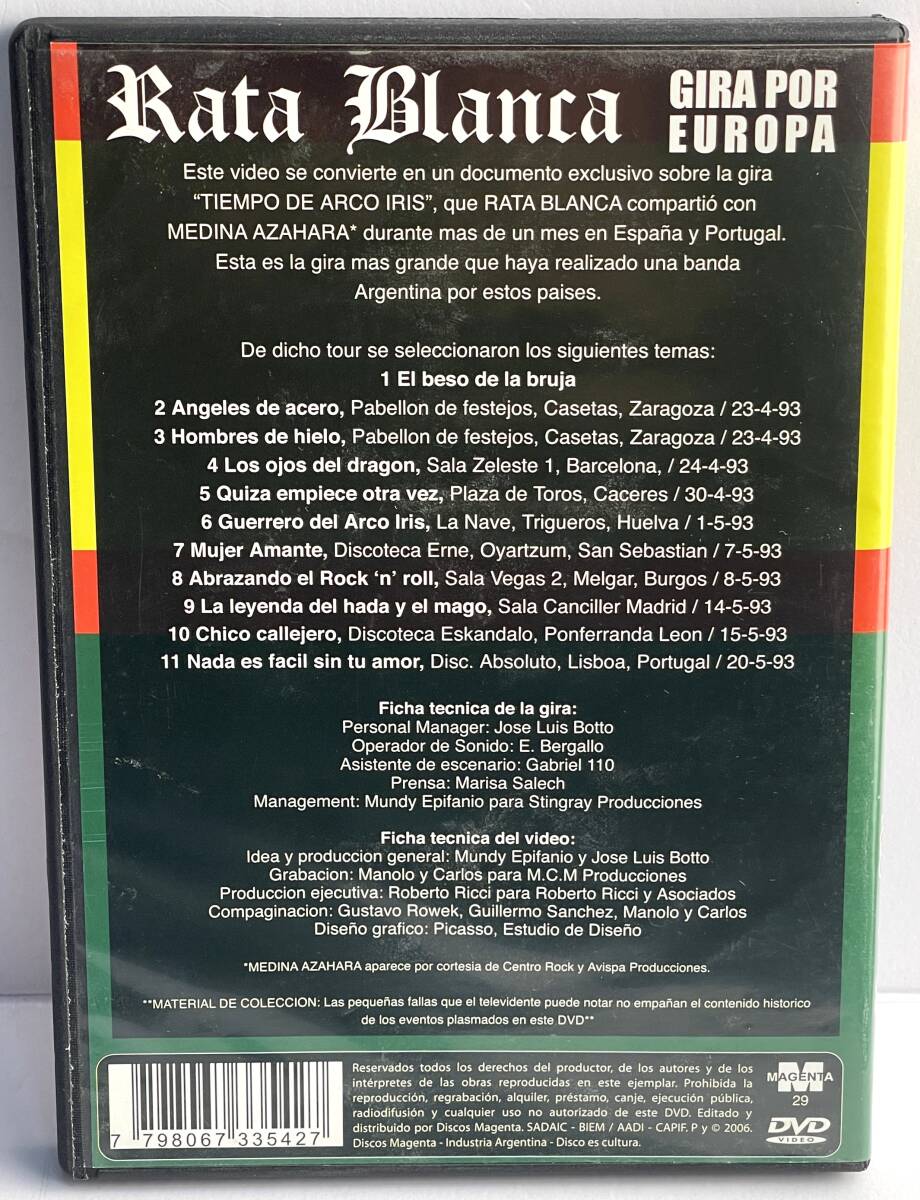 Rata Blanca
GIRA POR
EUROPA
Este video se convierte en un documento exclusivo sobre la gira
“TIEMPO DE ARCO IRIS”, que RATA BLANCA compartió con
MEDINA AZAHARA* durante mas de un mes en España y Portugal.
Esta es la gira mas grande que haya realizado una banda
Argentina por estos paises.
De dicho tour se seleccionaron los siguientes temas:
1 El beso de la bruja
2 Angeles de acero, Pabellon de festejos, Casetas, Zaragoza / 23-4-93
3 Hombres de hielo, Pabellon de festejos, Casetas, Zaragoza / 23-4-93
4 Los ojos del dragon, Sala Zeleste 1, Barcelona, / 24-4-93
5 Quiza empiece otra vez, Plaza de Toros, Caceres / 30-4-93
6 Guerrero del Arco Iris, La Nave, Trigueros, Huelva / 1-5-93
7 Mujer Amante, Discoteca Erne, Oyartzum, San Sebastian / 7-5-93
8 Abrazando el Rock ‘n’ roll, Sala Vegas 2, Melgar, Burgos / 8-5-93
9 La leyenda del hada y el mago, Sala Canciller Madrid / 14-5-93
10 Chico callejero, Discoteca Eskandalo, Ponferranda Leon / 15-5-93
11 Nada es facil sin tu amor, Disc. Absoluto, Lisboa, Portugal / 20-5-93
Ficha tecnica de la gira:
Personal Manager: Jose Luis Botto
Operador de Sonido: E. Bergallo
Asistente de escenario: Gabriel 110
Prensa: Marisa Salech
Management: Mundy Epifanio para Stingray Producciones
Ficha tecnica del video:
Idea y produccion general: Mundy Epifanio y Jose Luis Botto
Grabacion: Manolo y Carlos para M.C.M Producciones
Produccion ejecutiva: Roberto Ricci para Roberto Ricci y Asociados
Compaginacion: Gustavo Rowek, Guillermo Sanchez, Manolo y Carlos
Diseño grafico: Picasso, Estudio de Diseño
*MEDINA AZAHARA aparece por cortesia de Centro Rock y Avispa Producciones.
**MATERIAL DE COLECCION: Las pequeñas fallas que el televidente puede notar no empañan el contenido historico
de los eventos plasmados en este DVD**
Reservados todos los derechos del productor, de los autores y de los
intérpretes de las obras reproducidas en este ejemplar. Prohibida la
reproducción, regrabación, alquiler, préstamo, canje, ejecución pública,
radiodifusión y cualquier uso no autorizado de este DVD. Editado y
distribuido por Discos Magenta. SADAIC - BIEM / AADI - CAPIF. P y © 2006.
Discos Magenta - Industria Argentina - Disco es cultura.
7 798067 335427
M
MAGENTA
29
DVD
VIDEO